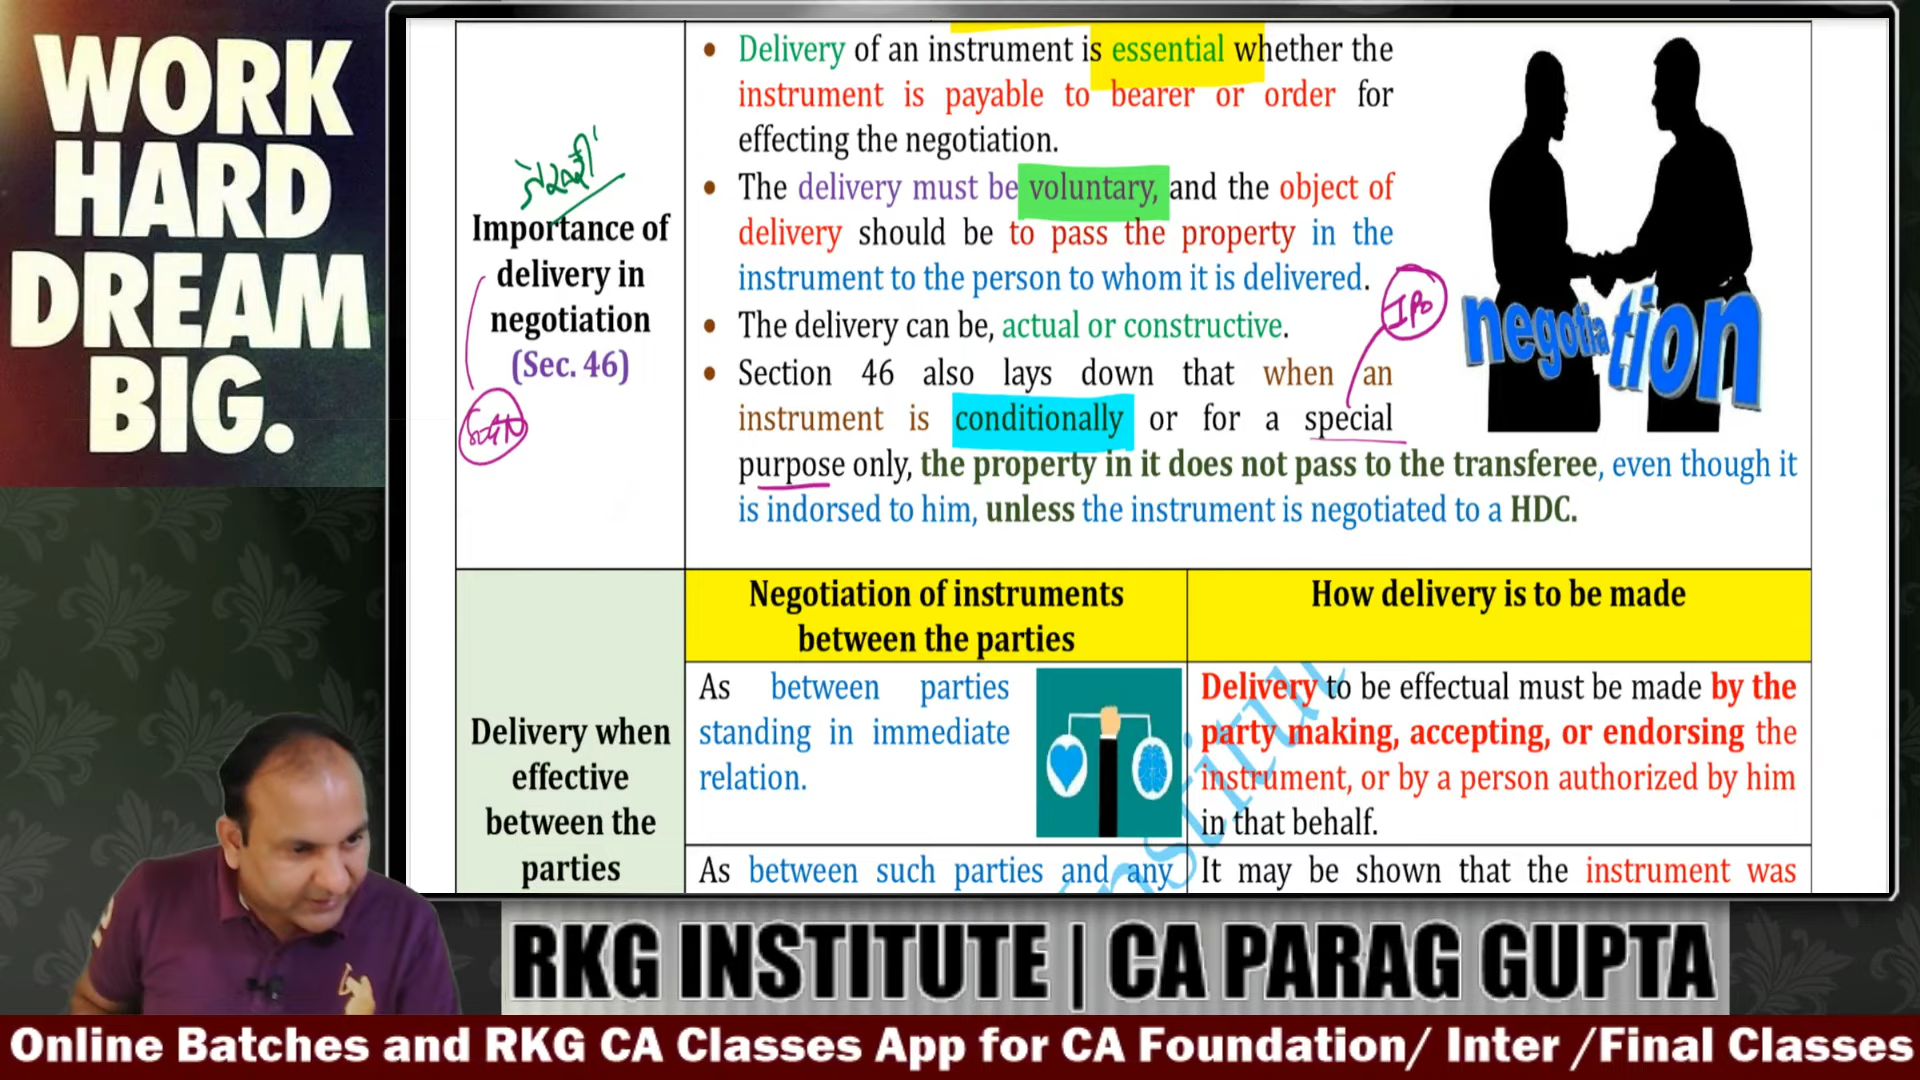 WORK
HARD
DREAM
BIG.
Importance of
delivery in
negotiation
(Sec. 46)
• Delivery of an instrument is essential whether the
instrument is payable to bearer or order for
effecting the negotiation.
• The delivery must be voluntary, and the object of
delivery should be to pass the property in the
instrument to the person to whom it is delivered.
• The delivery can be, actual or constructive.
• Section 46 also lays down that when an
instrument is conditionally or for a special
purpose only, the property in it does not pass to the transferee, even though it
is indorsed to him, unless the instrument is negotiated to a HDC.
IPO
negotiation
Delivery when
effective
between the
parties
Negotiation of instruments
between the parties
How delivery is to be made
As between parties
standing in immediate
relation.
Delivery to be effectual must be made by the
party making, accepting, or endorsing the
instrument, or by a person authorized by him
in that behalf.
As between such parties and any
It may be shown that the instrument was
RKG INSTITUTE | CA PARAG GUPTA
Online Batches and RKG CA Classes App for CA Foundation/ Inter /Final Classes